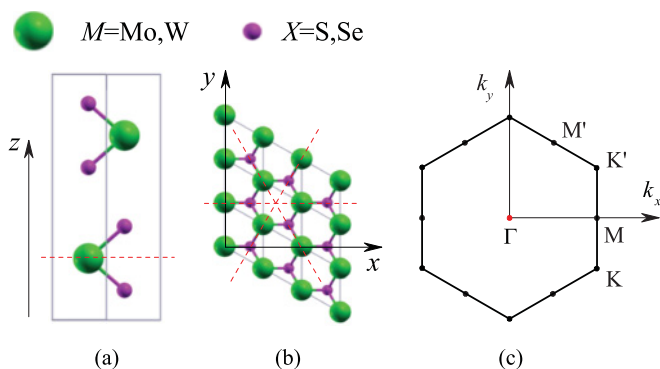 M=Mo,W X=S,Se
z
y
x
k_y
M'
K'
k_x
Γ
M
K
(a) (b) (c)